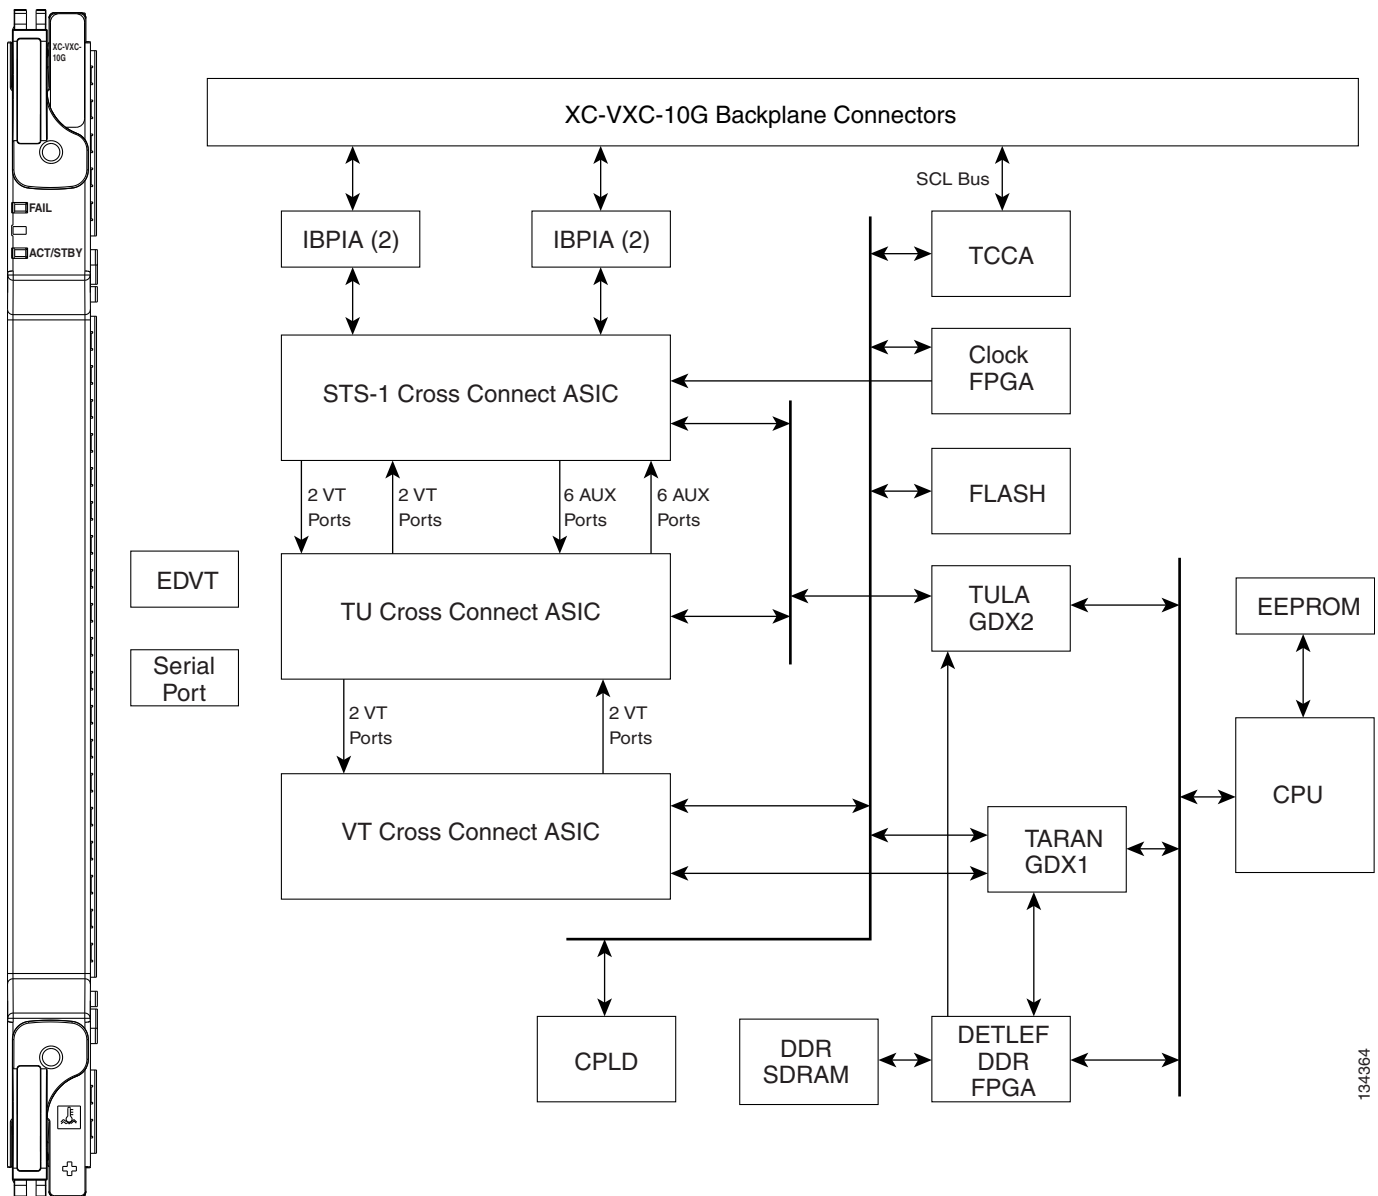 XC-VXC-
10G
FAIL
ACT/STBY
XC-VXC-10G Backplane Connectors
SCL Bus
IBPIA (2)
IBPIA (2)
TCCA
STS-1 Cross Connect ASIC
Clock
FPGA
2 VT
Ports
2 VT
Ports
6 AUX
Ports
6 AUX
Ports
FLASH
EDVT
TU Cross Connect ASIC
TULA
GDX2
EEPROM
Serial
Port
2 VT
Ports
2 VT
Ports
VT Cross Connect ASIC
TARAN
GDX1
CPU
CPLD
DDR
SDRAM
DETLEF
DDR
FPGA
134364